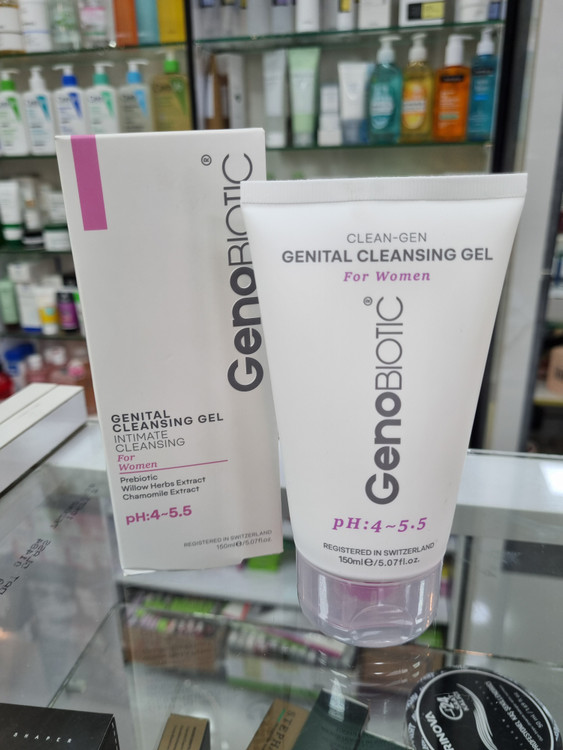 GenoBIOTIC®
GENITAL
CLEANSING GEL
INTIMATE
CLEANSING
For
Women
Prebiotic
Willow Herbs Extract
Chamomile Extract
pH:4~5.5
REGISTERED IN SWITZERLAND
150ml℮/5.07fl.oz.
CLEAN-GEN
GENITAL CLEANSING GEL
For Women
GenoBIOTIC®
pH:4~5.5
REGISTERED IN SWITZERLAND
150ml℮/5.07fl.oz.
SHAPER
STEPH